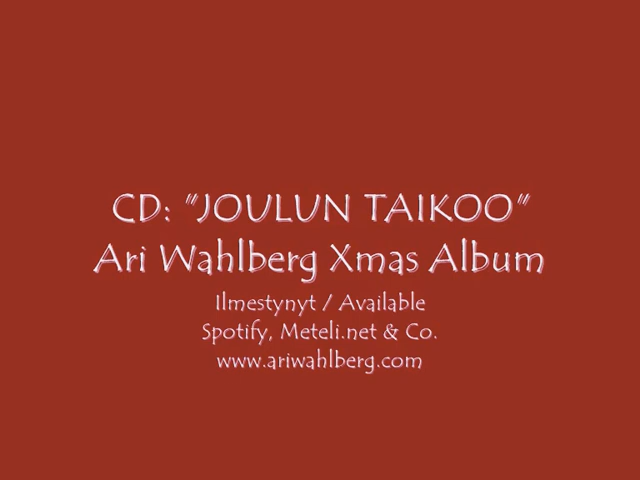 CD: "JOULUN TAIKOO"
Ari Wahlberg Xmas Album
Ilmestynyt / Available
Spotify, Meteli.net & Co.
www.ariwahlberg.com